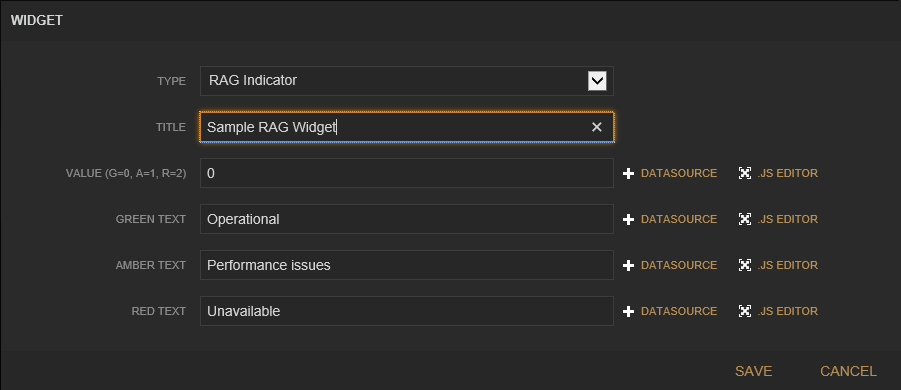 WIDGET
TYPE RAG Indicator
TITLE Sample RAG Widget
VALUE (G=0, A=1, R=2) 0 DATASOURCE .JS EDITOR
GREEN TEXT Operational DATASOURCE .JS EDITOR
AMBER TEXT Performance issues DATASOURCE .JS EDITOR
RED TEXT Unavailable DATASOURCE .JS EDITOR
SAVE CANCEL